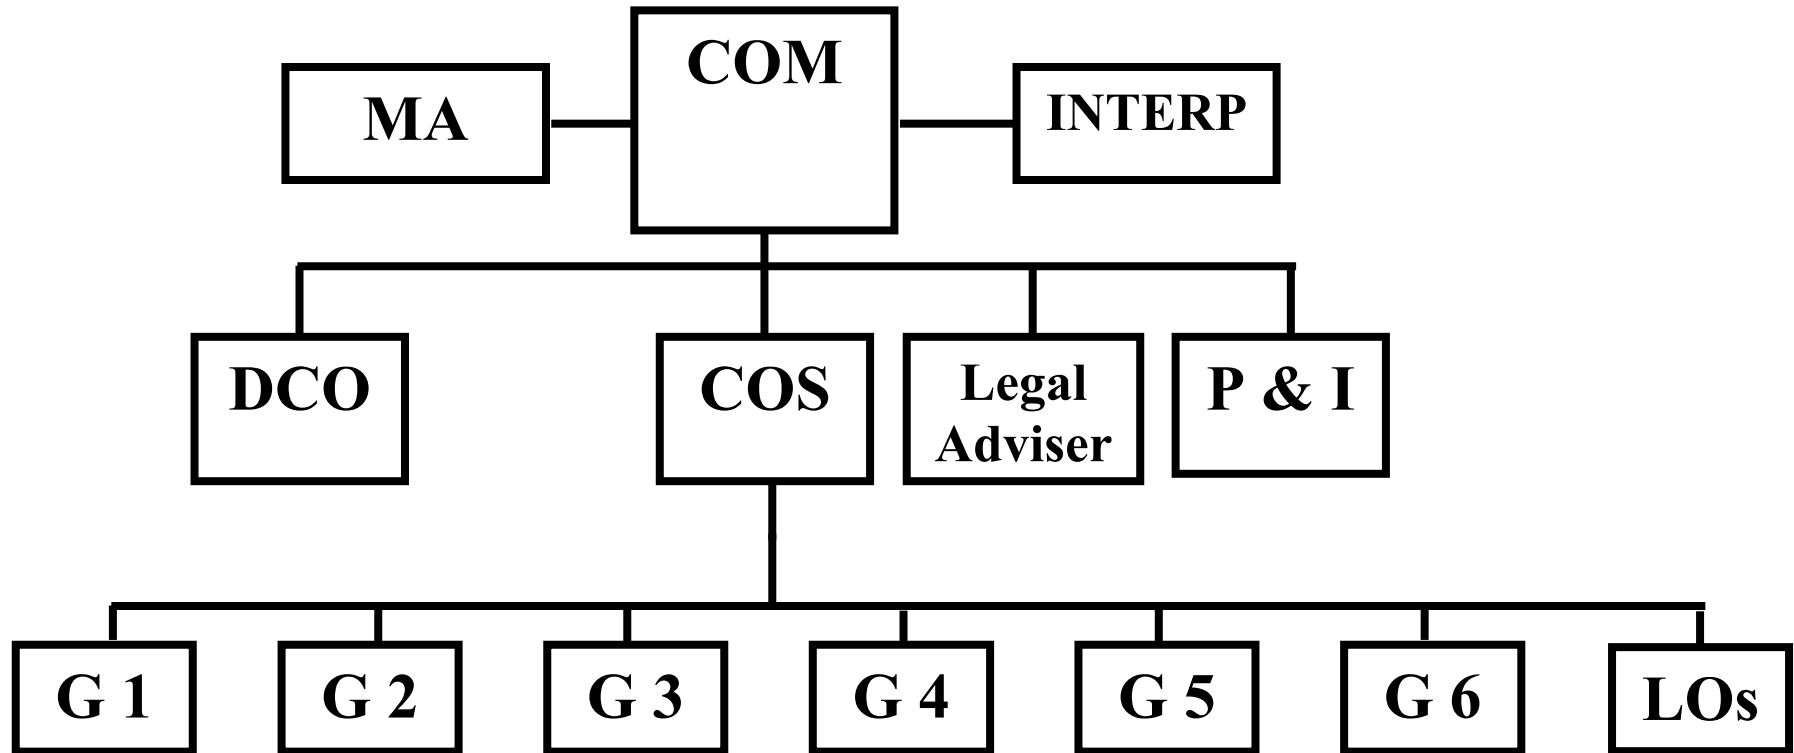 COM
MA
INTERP
DCO
COS
Legal
Adviser
P & I
G 1
G 2
G 3
G 4
G 5
G 6
LOs